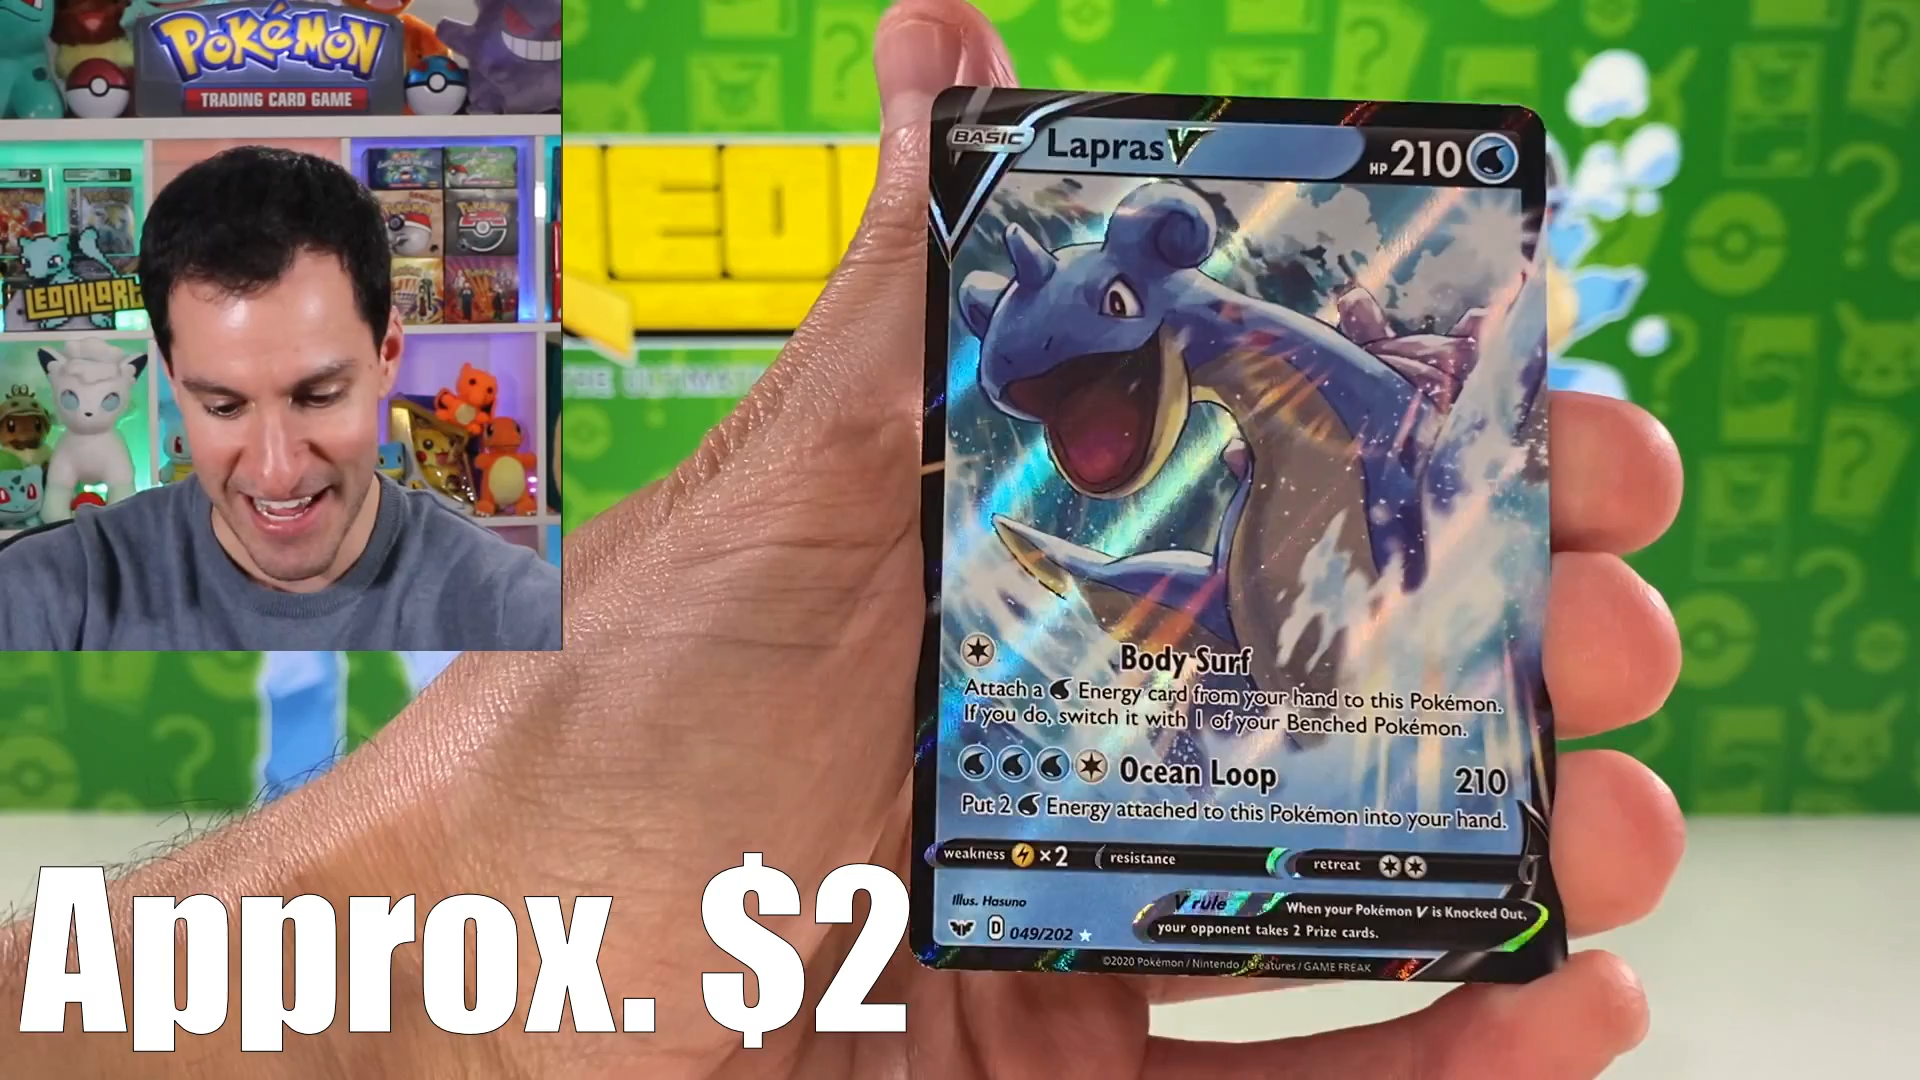 POKéMON
TRADING CARD GAME
LEONHART
LEON
THE ULTIMATE
BASIC
Lapras V
HP 210
Body Surf
Attach a Energy card from your hand to this Pokémon.
If you do, switch it with 1 of your Benched Pokémon.
Ocean Loop 210
Put 2 Energy attached to this Pokémon into your hand.
weakness ×2 resistance retreat
Illus. Hasuno
V rule
When your Pokémon V is Knocked Out,
your opponent takes 2 Prize cards.
D 049/202
©2020 Pokémon / Nintendo / Creatures / GAME FREAK
Approx. $2